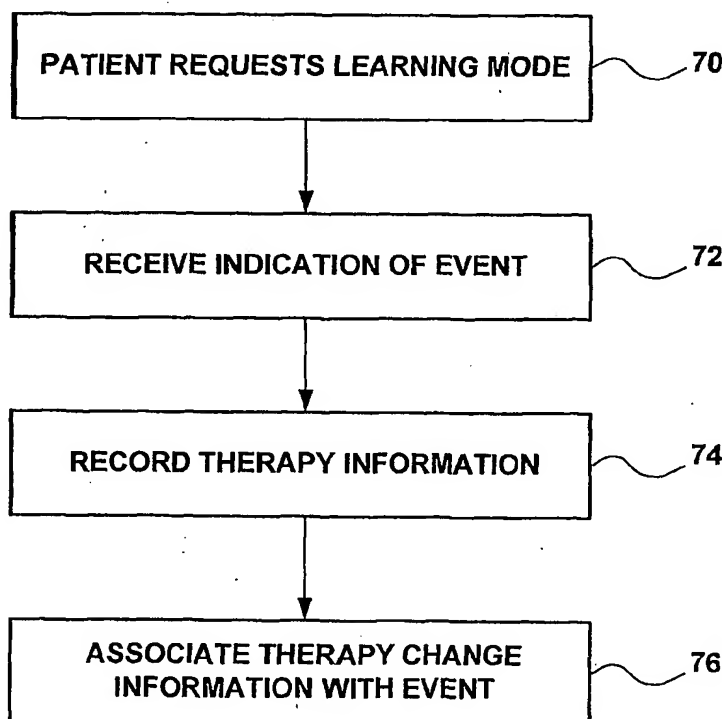 PATIENT REQUESTS LEARNING MODE
70
RECEIVE INDICATION OF EVENT
72
RECORD THERAPY INFORMATION
74
ASSOCIATE THERAPY CHANGE
INFORMATION WITH EVENT
76